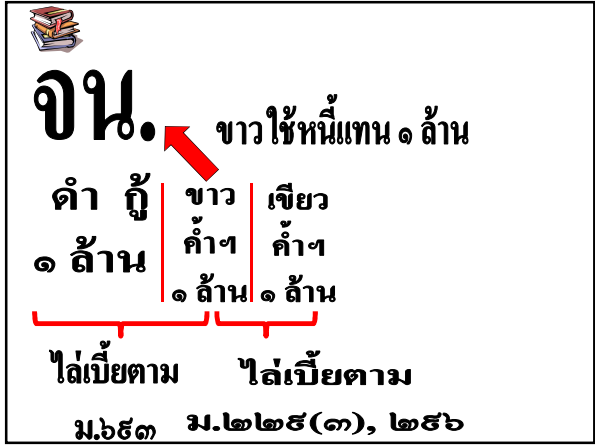 จน.
ขาวใช้หนี้แทน ๑ ล้าน
ดำ กู้
๑ ล้าน
ขาว
ค้ำฯ
๑ ล้าน
เขียว
ค้ำฯ
๑ ล้าน
ไล่เบี้ยตาม
ม.๖๙๓
ไล่เบี้ยตาม
ม.๒๒๙(๓), ๒๙๖